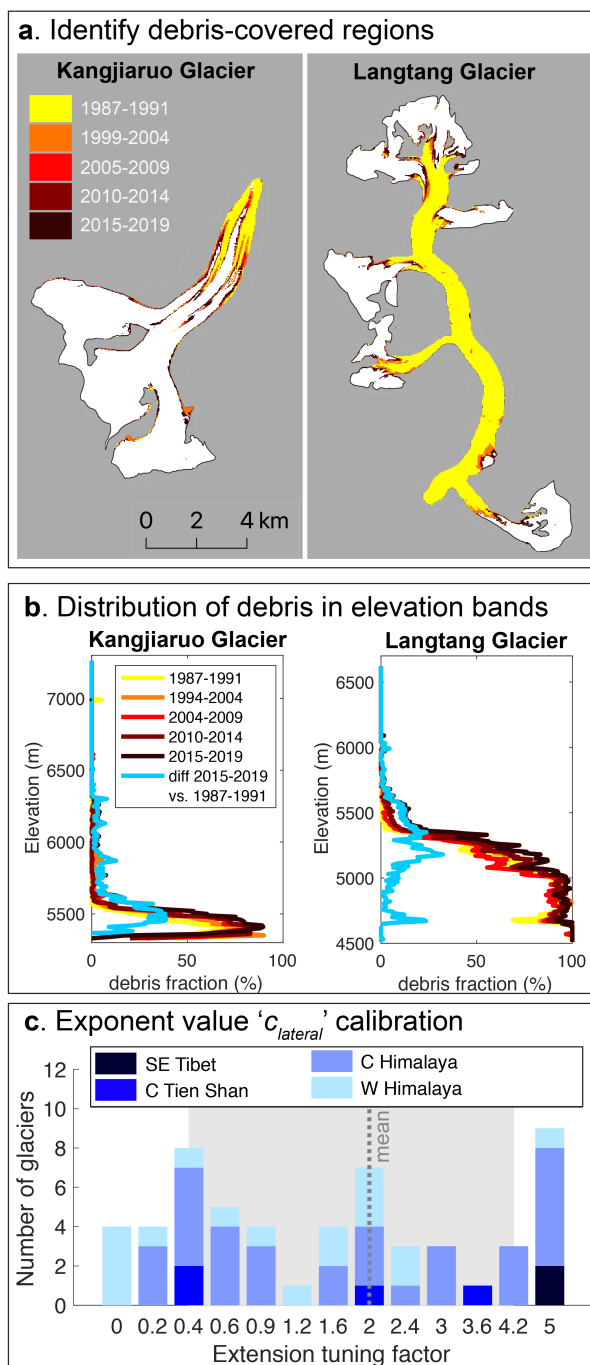 a. Identify debris-covered regions
Kangjiaruo Glacier
Langtang Glacier
1987-1991
1999-2004
2005-2009
2010-2014
2015-2019
0 2 4 km
b. Distribution of debris in elevation bands
Kangjiaruo Glacier
Langtang Glacier
Elevation (m)
7000
6500
6000
5500
1987-1991
1994-2004
2004-2009
2010-2014
2015-2019
diff 2015-2019
vs. 1987-1991
0 50 100
debris fraction (%)
Elevation (m)
6500
6000
5500
5000
4500
0 50 100
debris fraction (%)
c. Exponent value ‘clateral’ calibration
SE Tibet
C Tien Shan
C Himalaya
W Himalaya
Number of glaciers
12
10
8
6
4
2
0
mean
0 0.2 0.4 0.6 0.9 1.2 1.6 2 2.4 3 3.6 4.2 5
Extension tuning factor